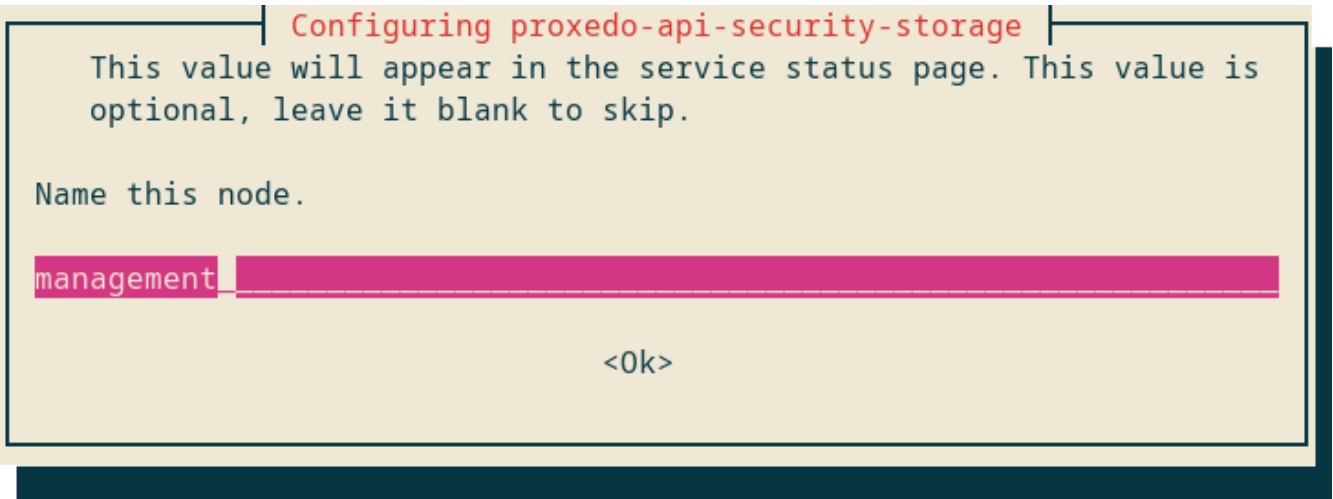 Configuring proxedo-api-security-storage
This value will appear in the service status page. This value is
optional, leave it blank to skip.
Name this node.
management
<Ok>